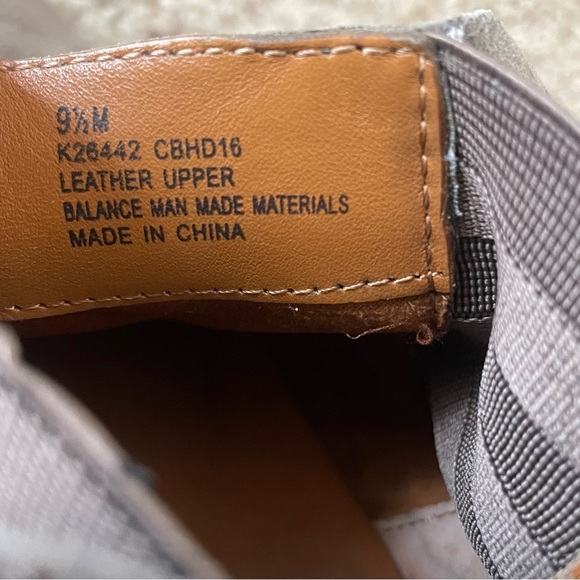 9½M
K26442 CBHD16
LEATHER UPPER
BALANCE MAN MADE MATERIALS
MADE IN CHINA